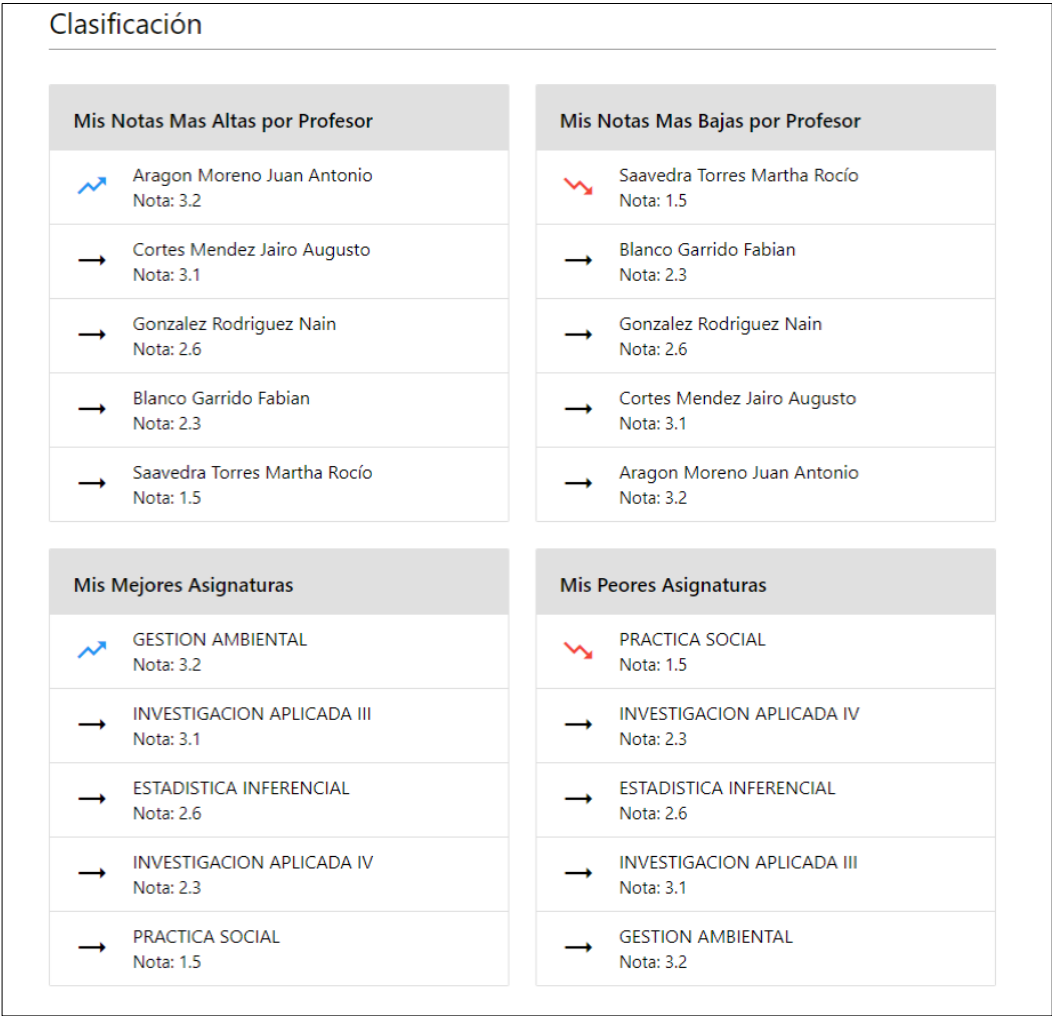 Clasificación
Mis Notas Mas Altas por Profesor
Aragon Moreno Juan Antonio
Nota: 3.2
Cortes Mendez Jairo Augusto
Nota: 3.1
Gonzalez Rodriguez Nain
Nota: 2.6
Blanco Garrido Fabian
Nota: 2.3
Saavedra Torres Martha Rocío
Nota: 1.5
Mis Notas Mas Bajas por Profesor
Saavedra Torres Martha Rocío
Nota: 1.5
Blanco Garrido Fabian
Nota: 2.3
Gonzalez Rodriguez Nain
Nota: 2.6
Cortes Mendez Jairo Augusto
Nota: 3.1
Aragon Moreno Juan Antonio
Nota: 3.2
Mis Mejores Asignaturas
GESTION AMBIENTAL
Nota: 3.2
INVESTIGACION APLICADA III
Nota: 3.1
ESTADISTICA INFERENCIAL
Nota: 2.6
INVESTIGACION APLICADA IV
Nota: 2.3
PRACTICA SOCIAL
Nota: 1.5
Mis Peores Asignaturas
PRACTICA SOCIAL
Nota: 1.5
INVESTIGACION APLICADA IV
Nota: 2.3
ESTADISTICA INFERENCIAL
Nota: 2.6
INVESTIGACION APLICADA III
Nota: 3.1
GESTION AMBIENTAL
Nota: 3.2